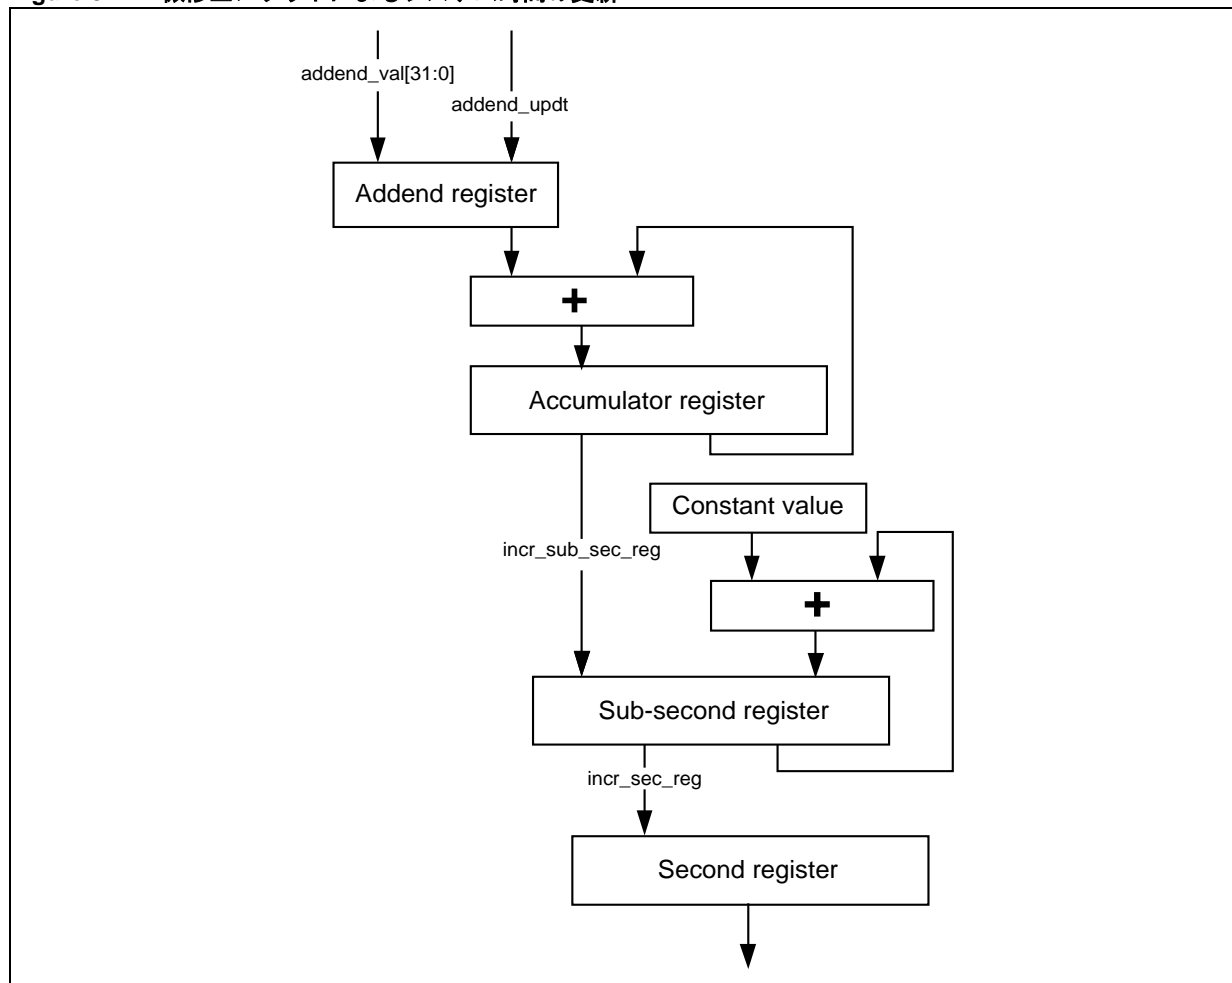 addend_val[31:0]
addend_updt
Addend register
+
Accumulator register
Constant value
incr_sub_sec_reg
+
Sub-second register
incr_sec_reg
Second register